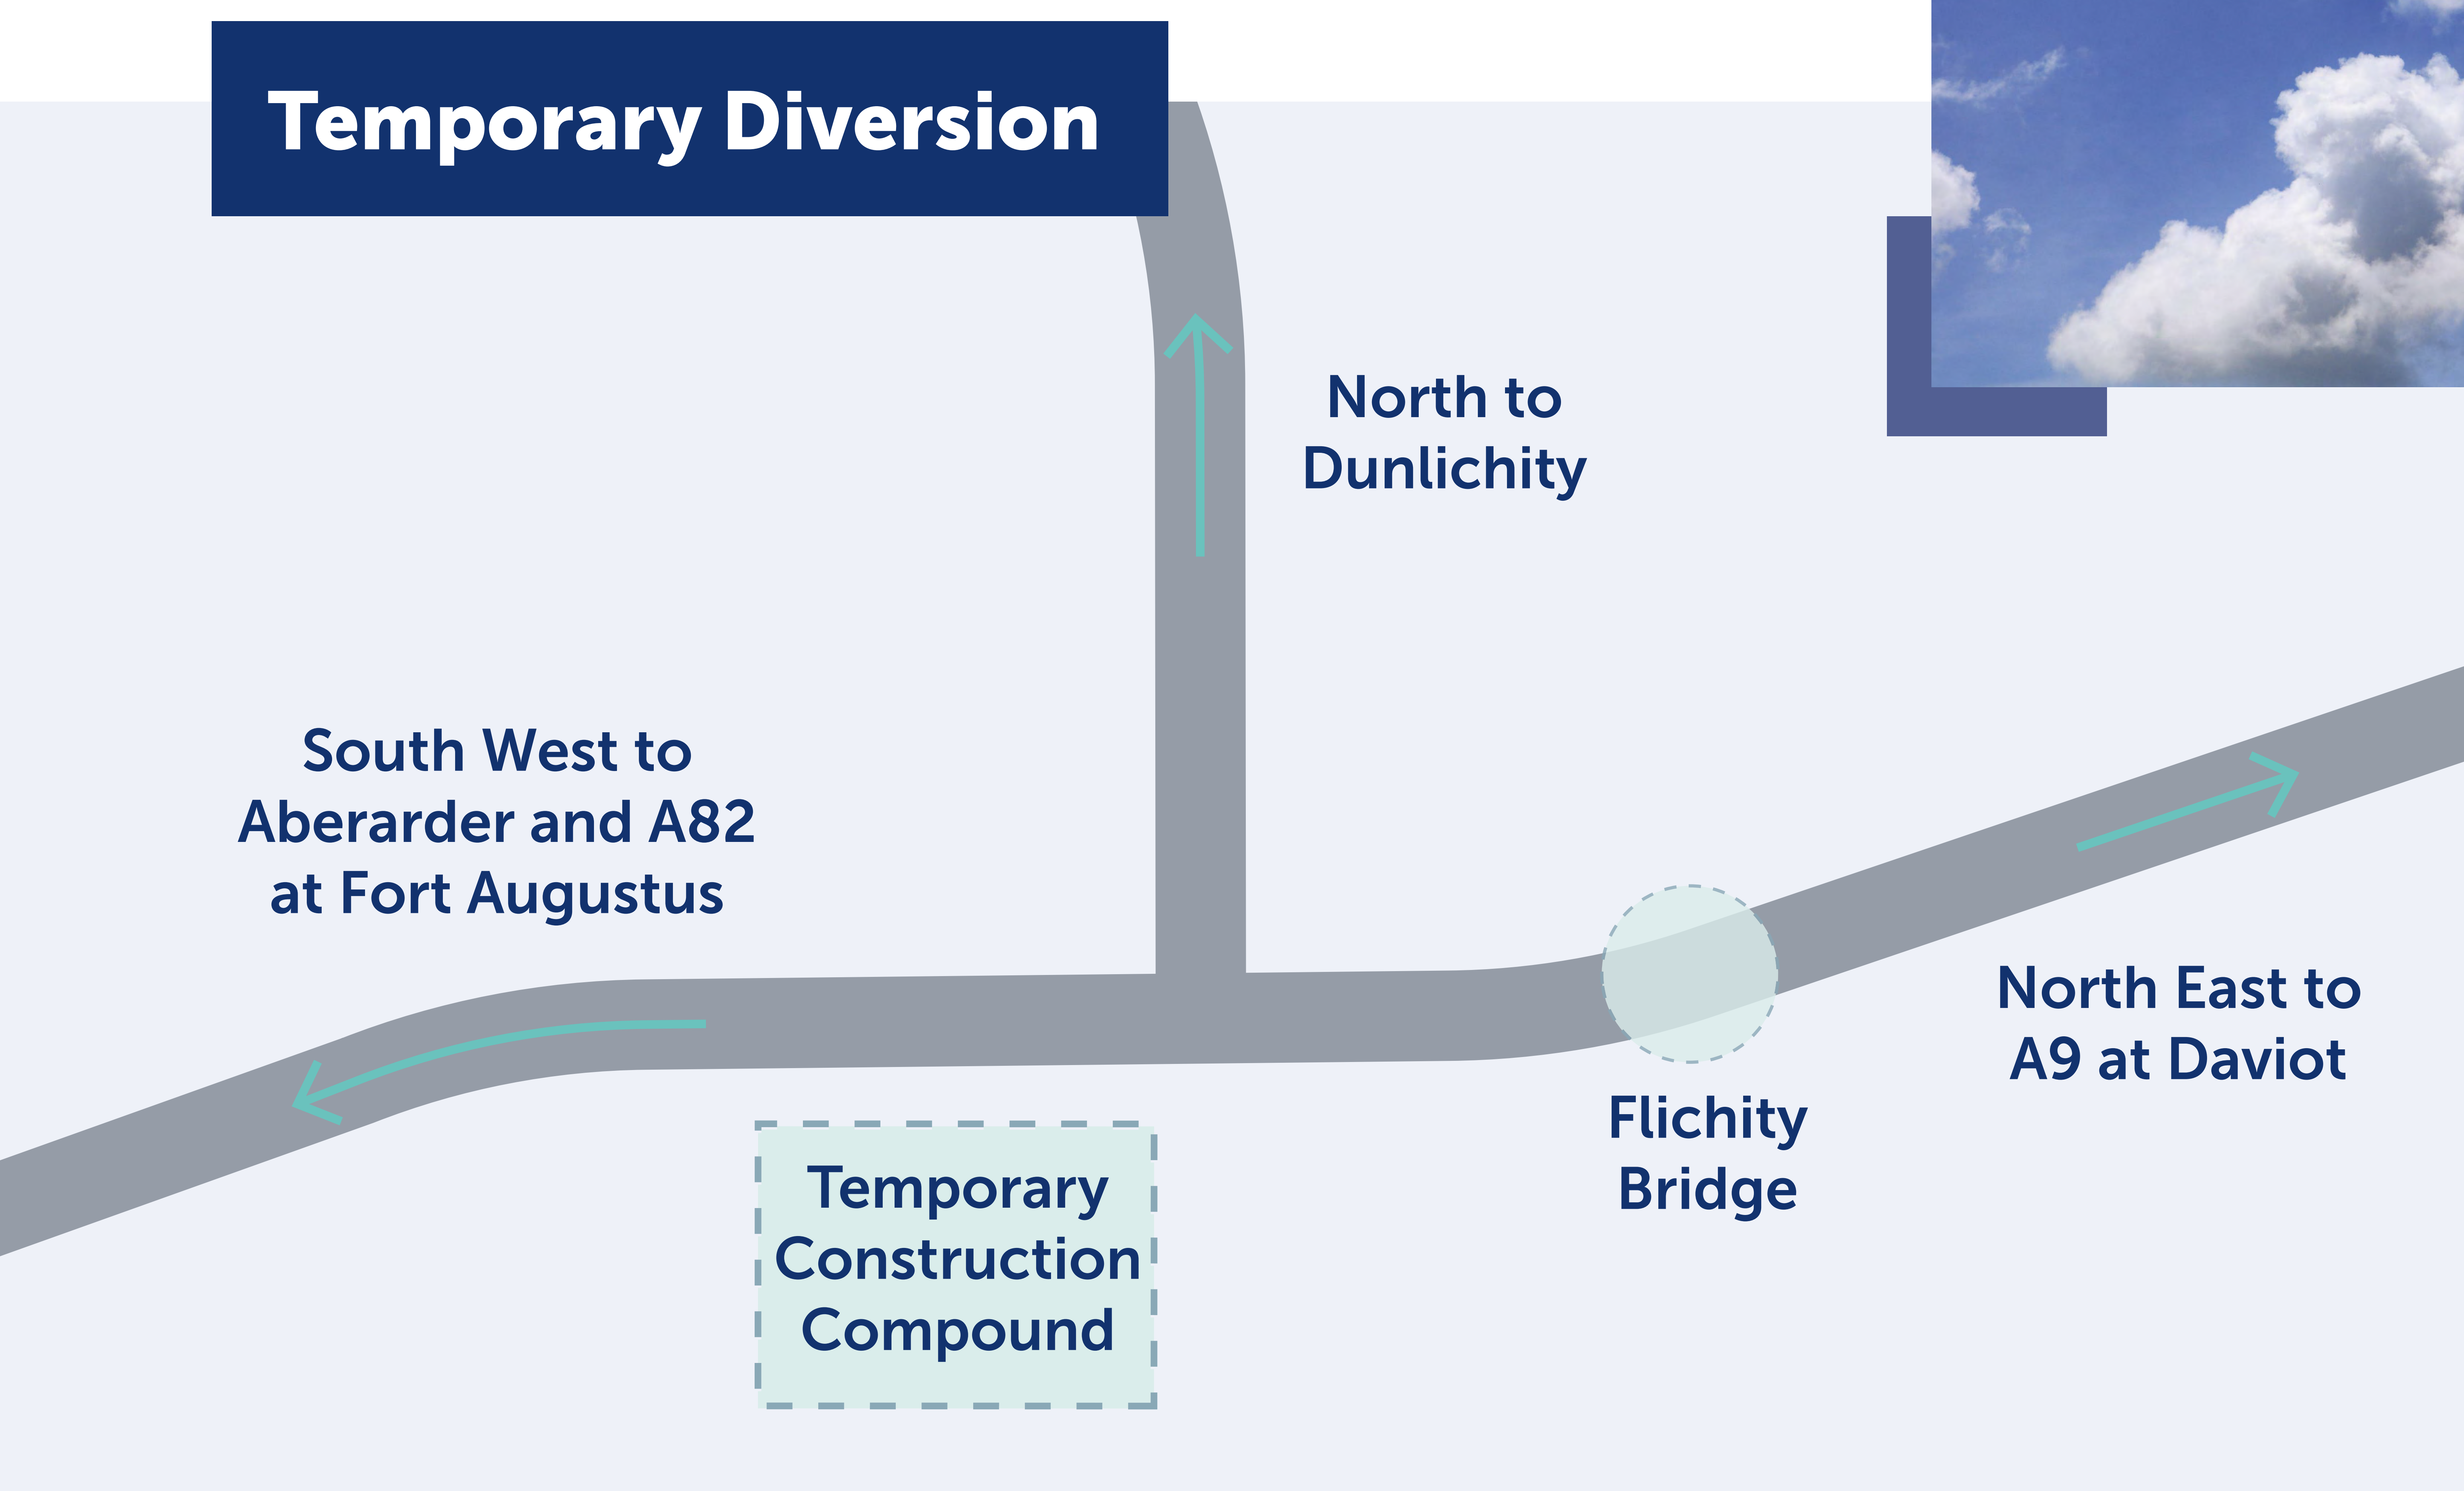 Temporary Diversion
North to
Dunlichity
South West to
Aberarder and A82
at Fort Augustus
North East to
A9 at Daviot
Flichity
Bridge
Temporary
Construction
Compound